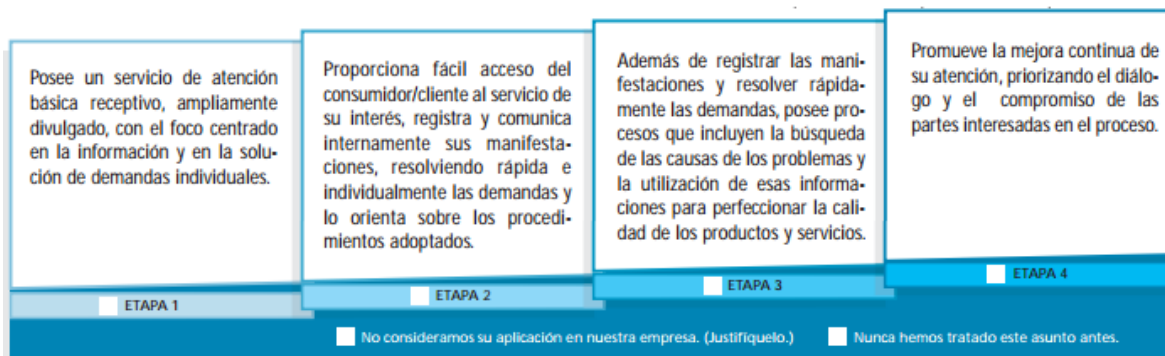 Posee un servicio de atención
básica receptivo, ampliamente
divulgado, con el foco centrado
en la información y en la solu-
ción de demandas individuales.
ETAPA 1
Proporciona fácil acceso del
consumidor/cliente al servicio de
su interés, registra y comunica
internamente sus manifesta-
ciones, resolviendo rápida e
individualmente las demandas y
lo orienta sobre los procedi-
mientos adoptados.
ETAPA 2
Además de registrar las mani-
festaciones y resolver rápida-
mente las demandas, posee pro-
cesos que incluyen la búsqueda
de las causas de los problemas y
la utilización de esas informa-
ciones para perfeccionar la cali-
dad de los productos y servicios.
ETAPA 3
Promueve la mejora continua de
su atención, priorizando el diálo-
go y el compromiso de las
partes interesadas en el proceso.
ETAPA 4
No consideramos su aplicación en nuestra empresa. (Justifíquelo.)
Nunca hemos tratado este asunto antes.